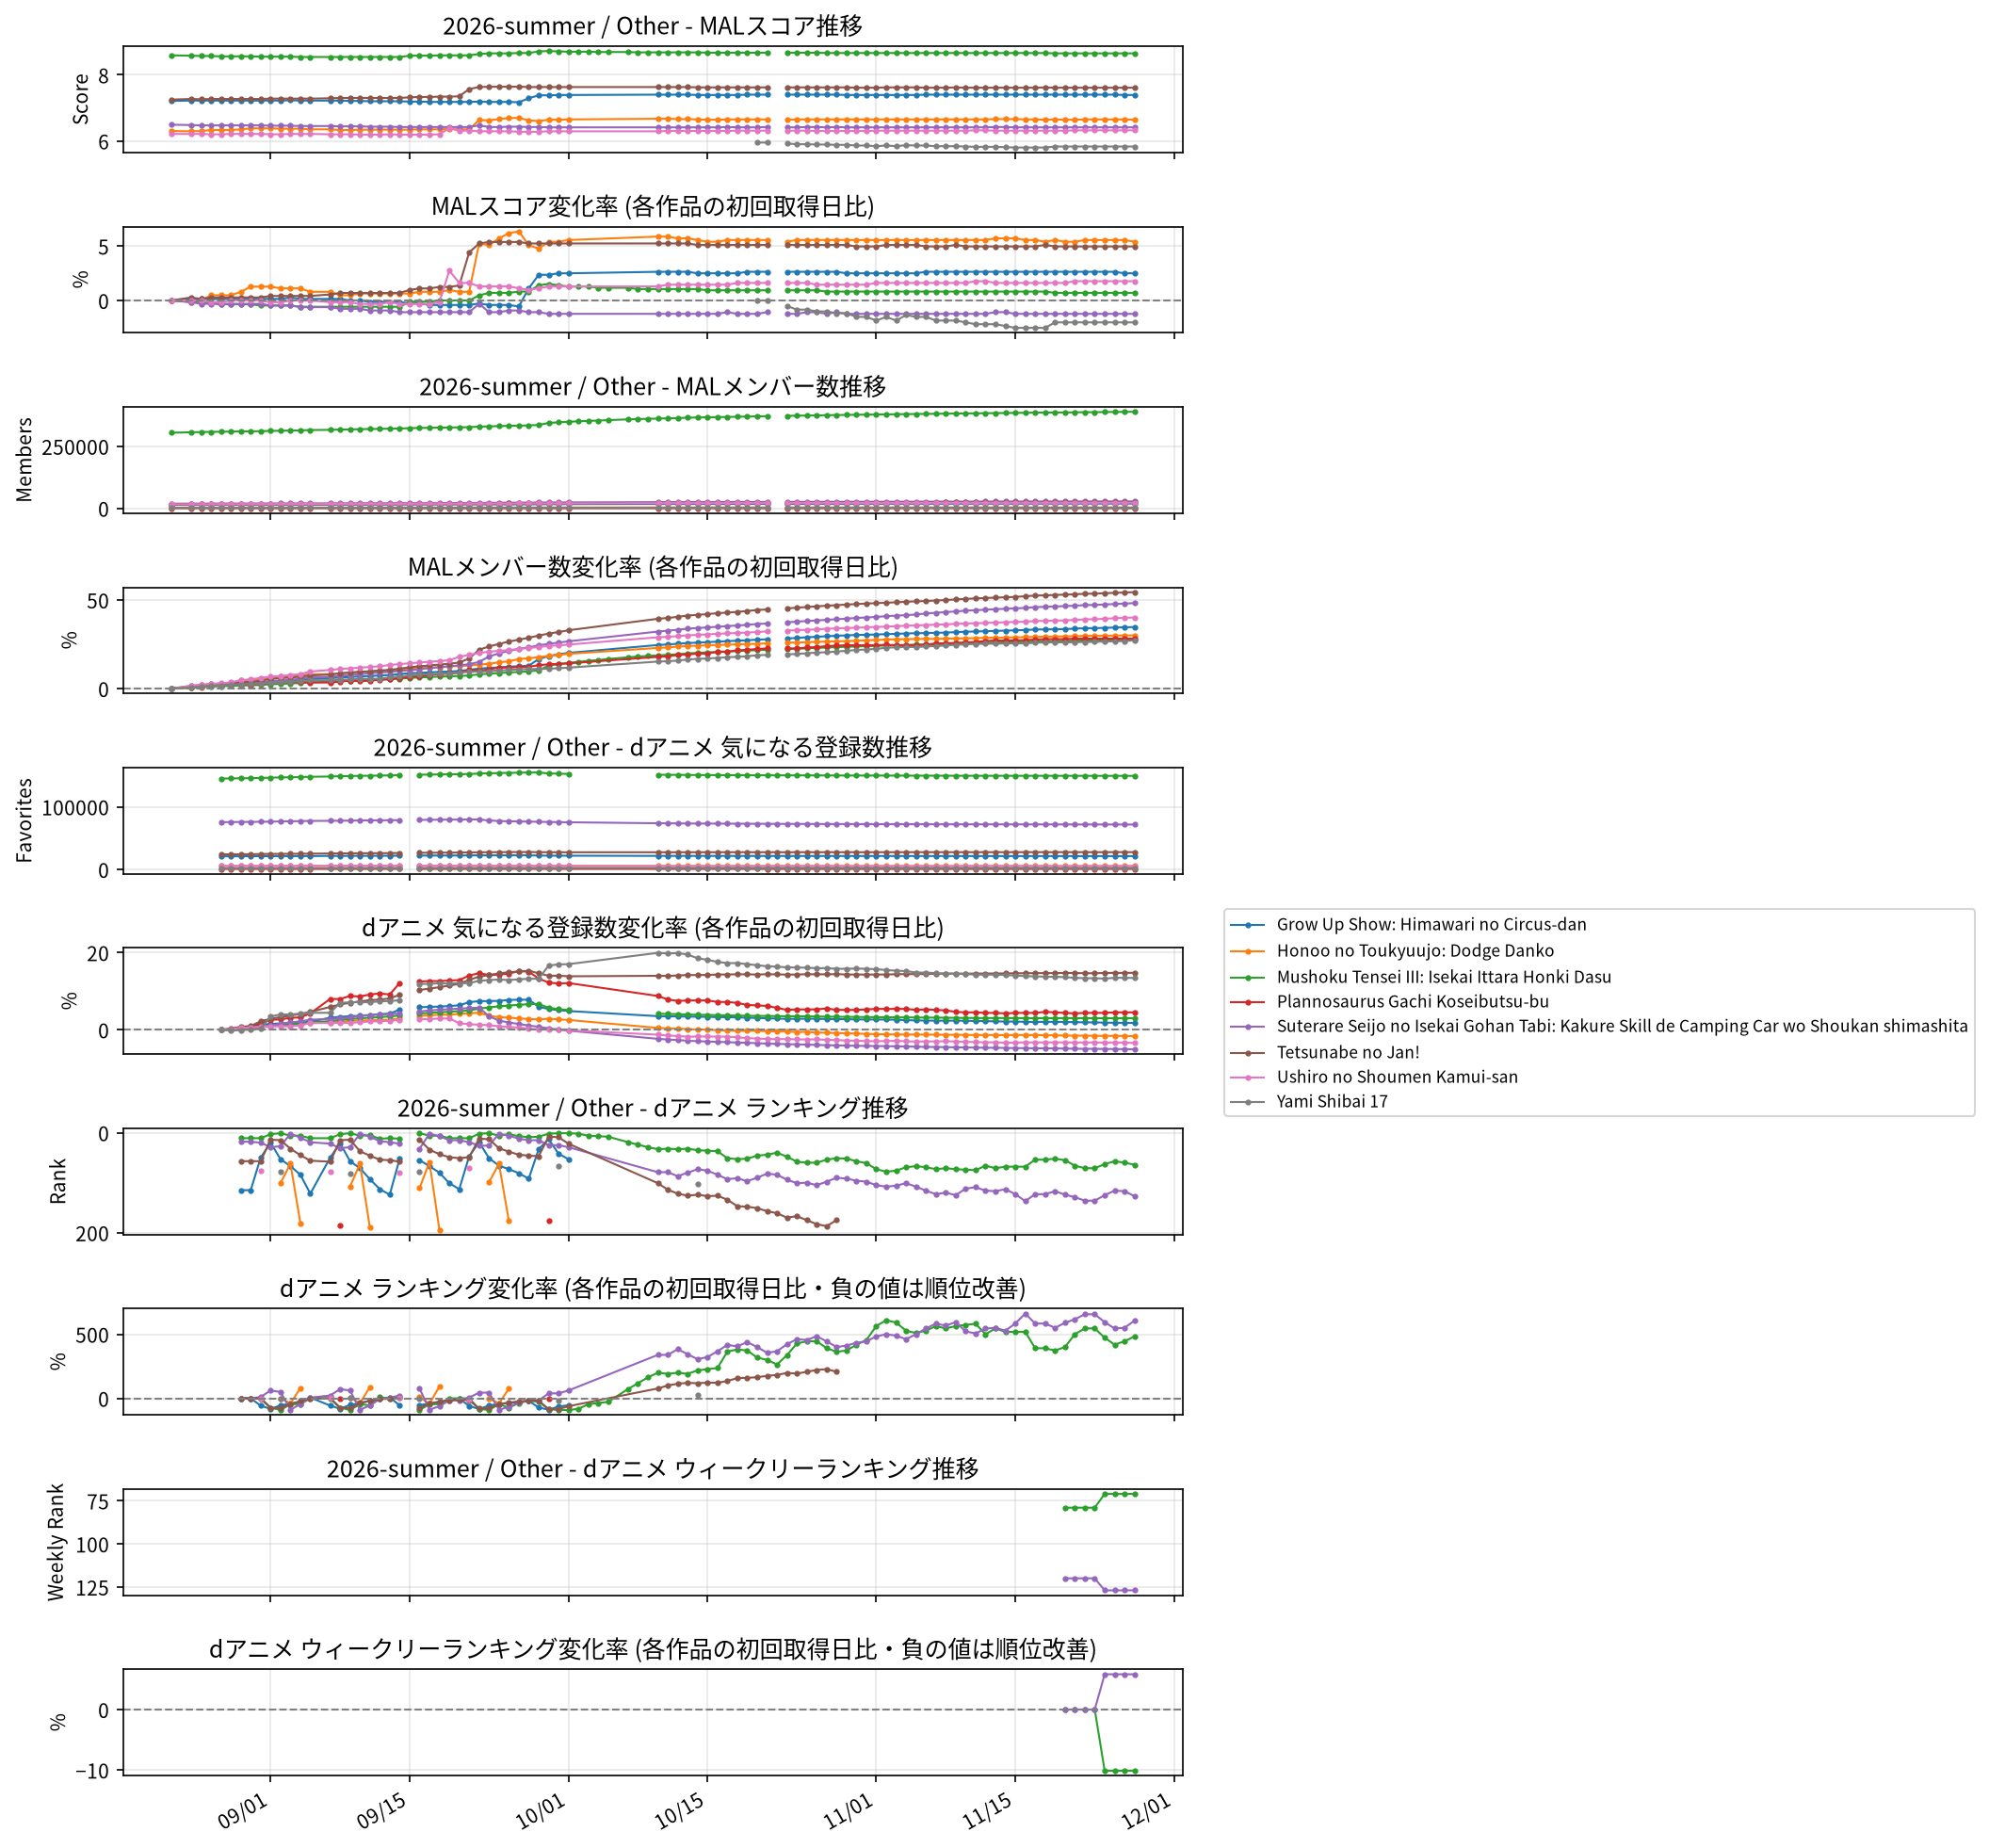 2026-summer / Other - MALスコア推移
Score
8
6
MALスコア変化率 (各作品の初回取得日比)
%
5
0
2026-summer / Other - MALメンバー数推移
Members
250000
0
MALメンバー数変化率 (各作品の初回取得日比)
%
50
0
2026-summer / Other - dアニメ 気になる登録数推移
Favorites
100000
0
dアニメ 気になる登録数変化率 (各作品の初回取得日比)
%
20
0
Grow Up Show: Himawari no Circus-dan
Honoo no Toukyuujo: Dodge Danko
Mushoku Tensei III: Isekai Ittara Honki Dasu
Plannosaurus Gachi Koseibutsu-bu
Suterare Seijo no Isekai Gohan Tabi: Kakure Skill de Camping Car wo Shoukan shimashita
Tetsunabe no Jan!
Ushiro no Shoumen Kamui-san
Yami Shibai 17
2026-summer / Other - dアニメ ランキング推移
Rank
0
200
dアニメ ランキング変化率 (各作品の初回取得日比・負の値は順位改善)
%
500
0
2026-summer / Other - dアニメ ウィークリーランキング推移
Weekly Rank
75
100
125
dアニメ ウィークリーランキング変化率 (各作品の初回取得日比・負の値は順位改善)
%
0
−10
09/01
09/15
10/01
10/15
11/01
11/15
12/01